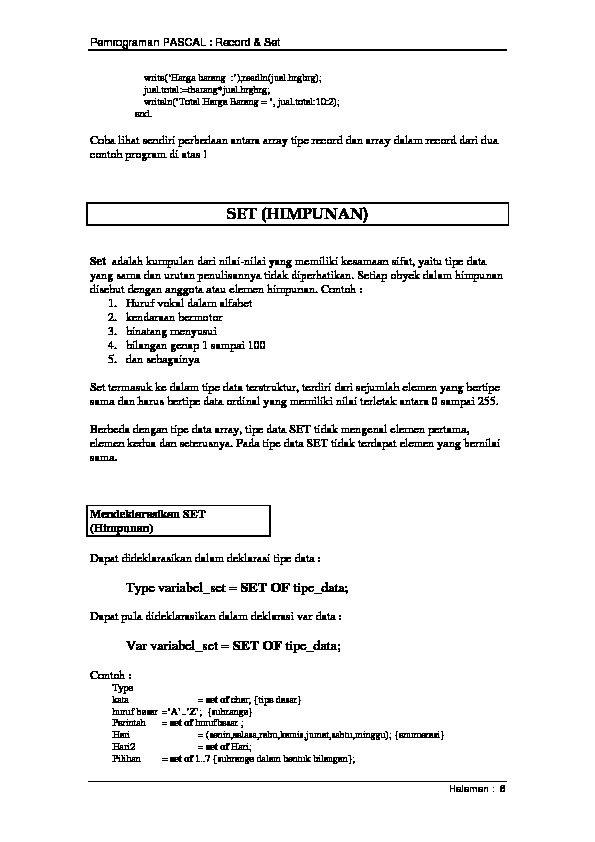 Pemrograman PASCAL : Record & Set
write('Harga barang :');readln(jual.hrgbrg);
jual.total:=tbarang*jual.hrgbrg;
writeln('Total Harga Barang = ', jual.total:10:2);
end.
Coba lihat sendiri perbedaan antara array tipe record dan array dalam record dari dua
contoh program di atas !
SET (HIMPUNAN)
Set adalah kumpulan dari nilai-nilai yang memiliki kesamaan sifat, yaitu tipe data
yang sama dan urutan penulisannya tidak diperhatikan. Setiap obyek dalam himpunan
disebut dengan anggota atau elemen himpunan. Contoh :
1. Huruf vokal dalam alfabet
2. kendaraan bermotor
3. binatang menyusui
4. bilangan genap 1 sampai 100
5. dan sebagainya
Set termasuk ke dalam tipe data terstruktur, terdiri dari sejumlah elemen yang bertipe
sama dan harus bertipe data ordinal yang memiliki nilai terletak antara 0 sampai 255.
Berbeda dengan tipe data array, tipe data SET tidak mengenal elemen pertama,
elemen kedua dan seterusnya. Pada tipe data SET tidak terdapat elemen yang bernilai
sama.
Mendeklarasikan SET
(Himpunan)
Dapat dideklarasikan dalam deklarasi tipe data :
Type variabel_set = SET OF tipe_data;
Dapat pula dideklarasikan dalam deklarasi var data :
Var variabel_set = SET OF tipe_data;
Contoh :
Type
kata = set of char; {tipe dasar}
huruf besar ='A'..'Z'; {subrange}
Perintah = set of hurufbesar ;
Hari = (senin,selasa,rabu,kamis,jumat,sabtu,minggu); {enumerasi}
Hari2 = set of Hari;
Pilihan = set of 1..7 {subrange dalam bentuk bilangan};
Halaman : 6